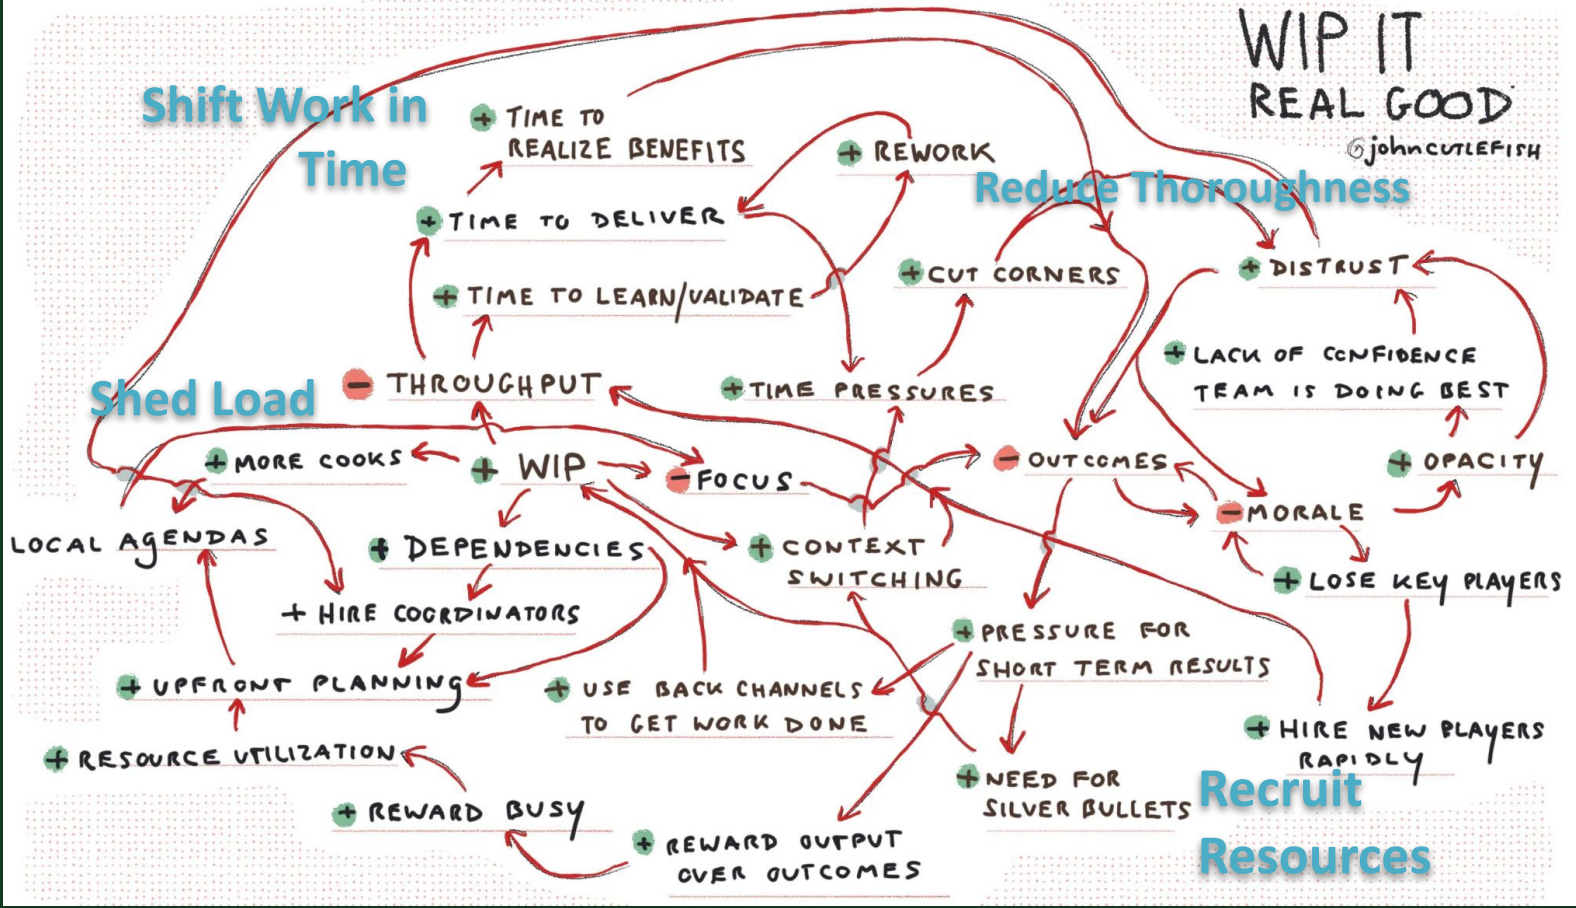 WIP IT
REAL GOOD
@johncutlefish
Shift Work in
Time
+ TIME TO
REALIZE BENEFITS
+ REWORK
Reduce Thoroughness
+ TIME TO DELIVER
+ CUT CORNERS
+ DISTRUST
+ TIME TO LEARN/VALIDATE
+ LACK OF CONFIDENCE
TEAM IS DOING BEST
Shed Load
- THROUGHPUT
+ TIME PRESSURES
+ MORE COOKS
+ WIP
- FOCUS
- OUTCOMES
+ OPACITY
- MORALE
LOCAL AGENDAS
+ DEPENDENCIES
+ CONTEXT
SWITCHING
+ LOSE KEY PLAYERS
+ HIRE COORDINATORS
+ PRESSURE FOR
SHORT TERM RESULTS
+ UPFRONT PLANNING
+ USE BACK CHANNELS
TO GET WORK DONE
+ HIRE NEW PLAYERS
RAPIDLY
+ RESOURCE UTILIZATION
+ NEED FOR
SILVER BULLETS
Recruit
Resources
+ REWARD BUSY
+ REWARD OUTPUT
OVER OUTCOMES